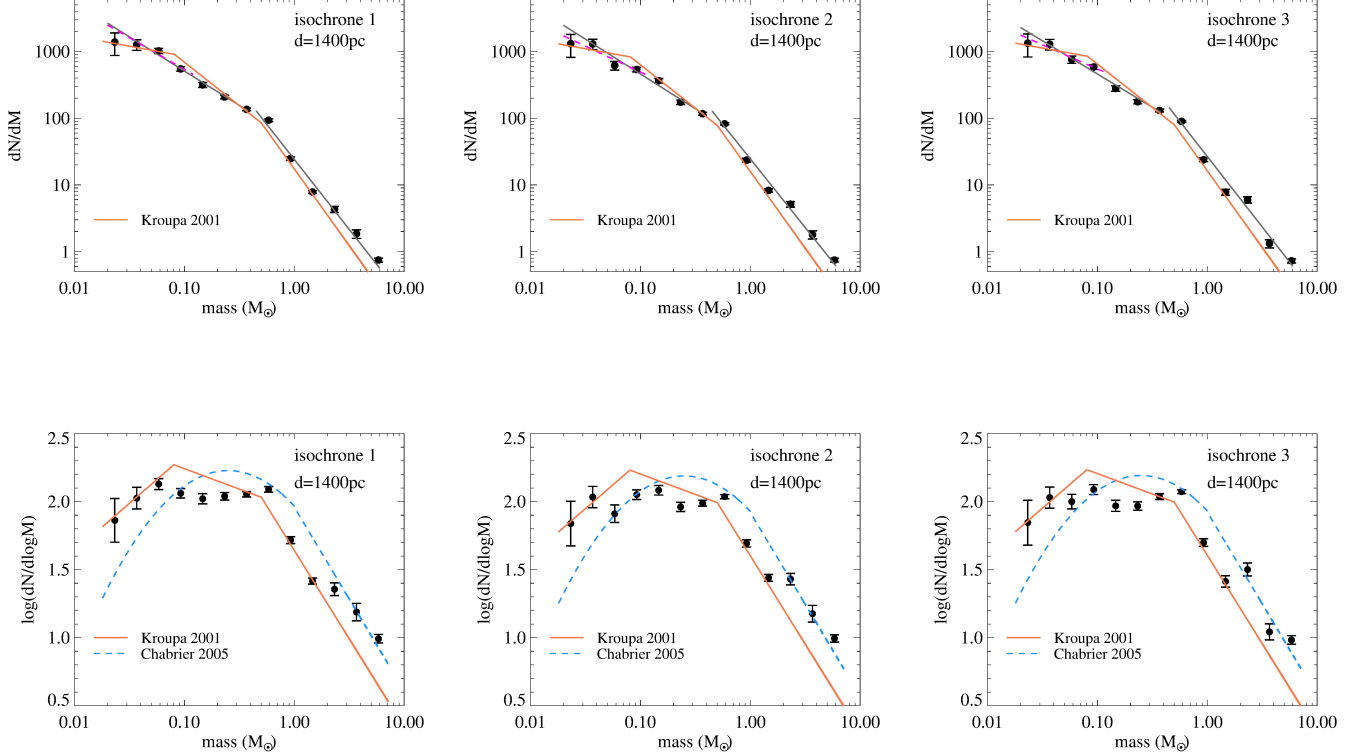 isochrone 1
d=1400pc
1000
100
10
1
dN/dM
Kroupa 2001
0.01 0.10 1.00 10.00
mass (M☉)
isochrone 2
d=1400pc
1000
100
10
1
dN/dM
Kroupa 2001
0.01 0.10 1.00 10.00
mass (M☉)
isochrone 3
d=1400pc
1000
100
10
1
dN/dM
Kroupa 2001
0.01 0.10 1.00 10.00
mass (M☉)
2.5
isochrone 1
d=1400pc
2.0
1.5
1.0
0.5
log(dN/dlogM)
Kroupa 2001
Chabrier 2005
0.01 0.10 1.00 10.00
mass (M☉)
2.5
isochrone 2
d=1400pc
2.0
1.5
1.0
0.5
log(dN/dlogM)
Kroupa 2001
Chabrier 2005
0.01 0.10 1.00 10.00
mass (M☉)
2.5
isochrone 3
d=1400pc
2.0
1.5
1.0
0.5
log(dN/dlogM)
Kroupa 2001
Chabrier 2005
0.01 0.10 1.00 10.00
mass (M☉)